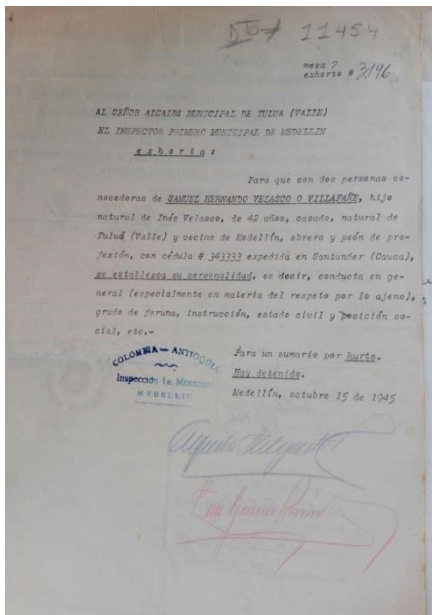 11454
mesa 7
exhorto # 3196
AL SEÑOR ALCALDE MUNICIPAL DE TULUA (VALLE)
EL INSPECTOR PRIMERO MUNICIPAL DE MEDELLIN
exhorta:
Para que con dos personas co-
nocedoras de SAMUEL HERNANDO VELASCO O VILLAFAÑE, hijo
natural de Inés Velasco, de 42 años, casado, natural de
Tuluá (Valle) y vecino de Medellín, obrero y peón de pro-
fesión, con cédula # 343333 expedida en Santander (Cauca),
se establezca su personalidad, es decir, conducta en ge-
neral (especialmente en materia del respeto por lo ajeno),
grado de foruna, instrucción, estado civil y posición so-
cial, etc.-
Para un sumario por hurto.
Hay detenido.
Medellín, octubre 15 de 1945
COLOMBIA - ANTIOQUIA
Inspección 1a. Municipal
MEDELLIN